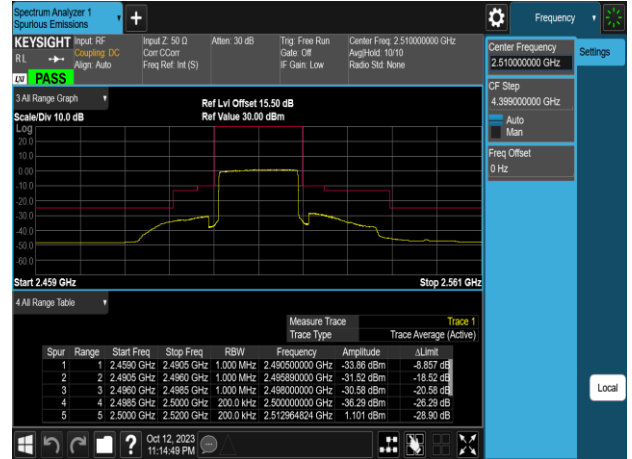 Spectrum Analyzer 1
Spurious Emissions
Frequency
KEYSIGHT Input: RF Input Z: 50 Ω Atten: 30 dB Trig: Free Run Center Freq: 2.510000000 GHz
RL Coupling: DC Corr CCorr Gate: Off Avg|Hold: 10/10
Align: Auto Freq Ref: Int (S) IF Gain: Low Radio Std: None
LXI PASS
Center Frequency
2.510000000 GHz
Settings
CF Step
4.399000000 GHz
Auto
Man
Freq Offset
0 Hz
3 All Range Graph
Ref Lvl Offset 15.50 dB
Scale/Div 10.0 dB Ref Value 30.00 dBm
Log
20.0
10.0
0.00
-10.0
-20.0
-30.0
-40.0
-50.0
-60.0
Start 2.459 GHz Stop 2.561 GHz
4 All Range Table
Measure Trace Trace 1
Trace Type Trace Average (Active)
Spur Range Start Freq Stop Freq RBW Frequency Amplitude ΔLimit
1 1 2.4590 GHz 2.4905 GHz 1.000 MHz 2.490500000 GHz -33.86 dBm -8.857 dB
2 2 2.4905 GHz 2.4960 GHz 1.000 MHz 2.495890000 GHz -31.52 dBm -18.52 dB
3 3 2.4960 GHz 2.4985 GHz 1.000 MHz 2.498000000 GHz -30.58 dBm -20.58 dB
4 4 2.4985 GHz 2.5000 GHz 200.0 kHz 2.500000000 GHz -36.29 dBm -26.29 dB
5 5 2.5000 GHz 2.5200 GHz 200.0 kHz 2.512964824 GHz 1.101 dBm -28.90 dB
Local
Oct 12, 2023
11:14:49 PM